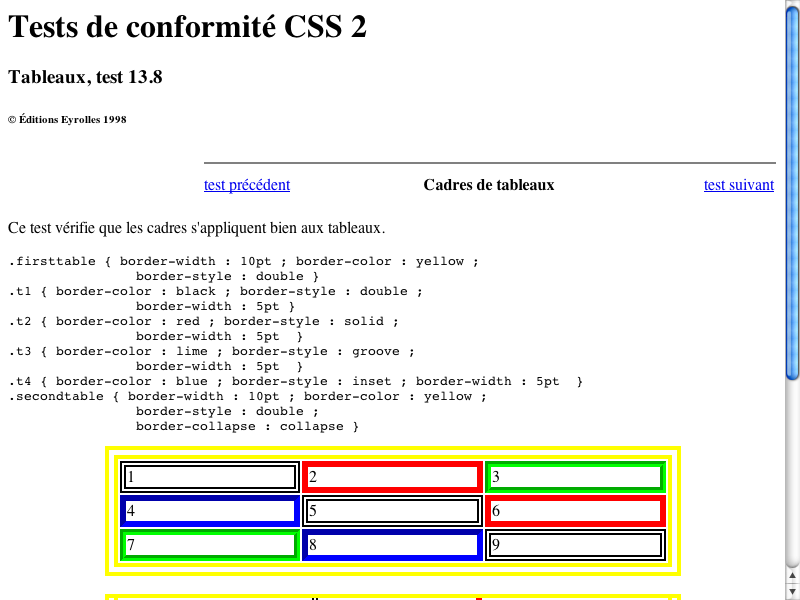 Tests de conformité CSS 2
Tableaux, test 13.8
© Éditions Eyrolles 1998
test précédent Cadres de tableaux test suivant
Ce test vérifie que les cadres s'appliquent bien aux tableaux.
.firsttable { border-width : 10pt ; border-color : yellow ;
border-style : double }
.t1 { border-color : black ; border-style : double ;
border-width : 5pt }
.t2 { border-color : red ; border-style : solid ;
border-width : 5pt  }
.t3 { border-color : lime ; border-style : groove ;
border-width : 5pt  }
.t4 { border-color : blue ; border-style : inset ; border-width : 5pt  }
.secondtable { border-width : 10pt ; border-color : yellow ;
border-style : double ;
border-collapse : collapse }
1 2 3
4 5 6
7 8 9